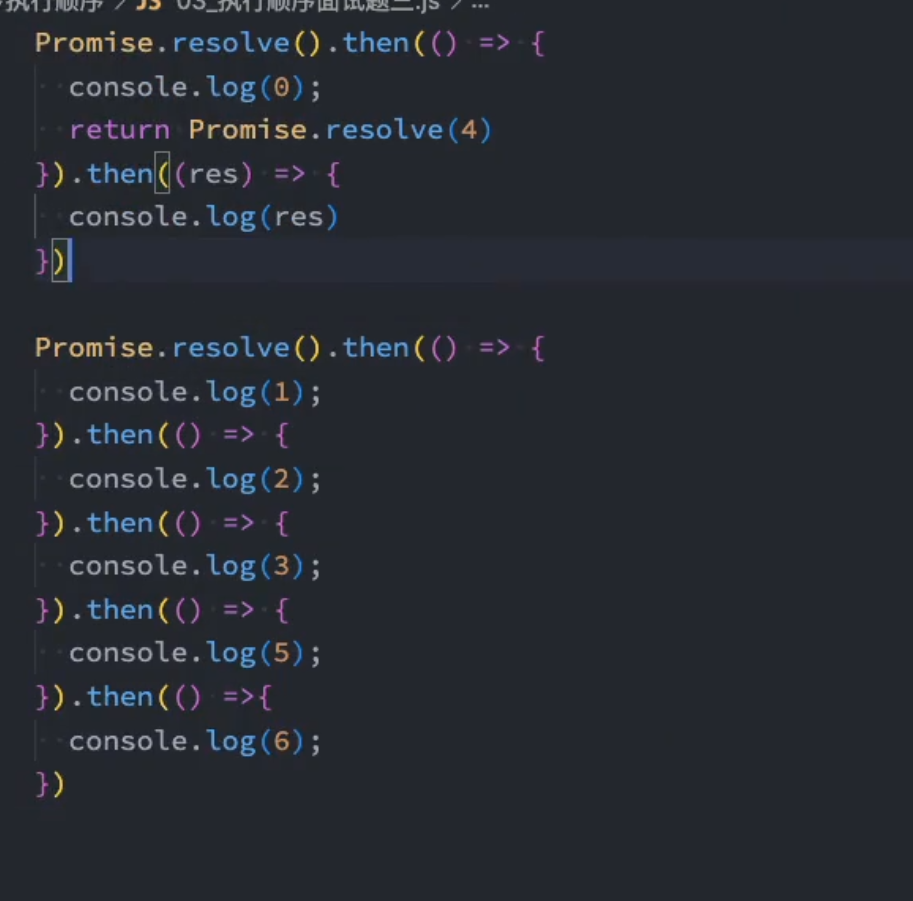 执行顺序 > JS 03_执行顺序面试题三.js > ...
Promise.resolve().then(() => {
  console.log(0);
  return Promise.resolve(4)
}).then((res) => {
  console.log(res)
})
Promise.resolve().then(() => {
  console.log(1);
}).then(() => {
  console.log(2);
}).then(() => {
  console.log(3);
}).then(() => {
  console.log(5);
}).then(() =>{
  console.log(6);
})